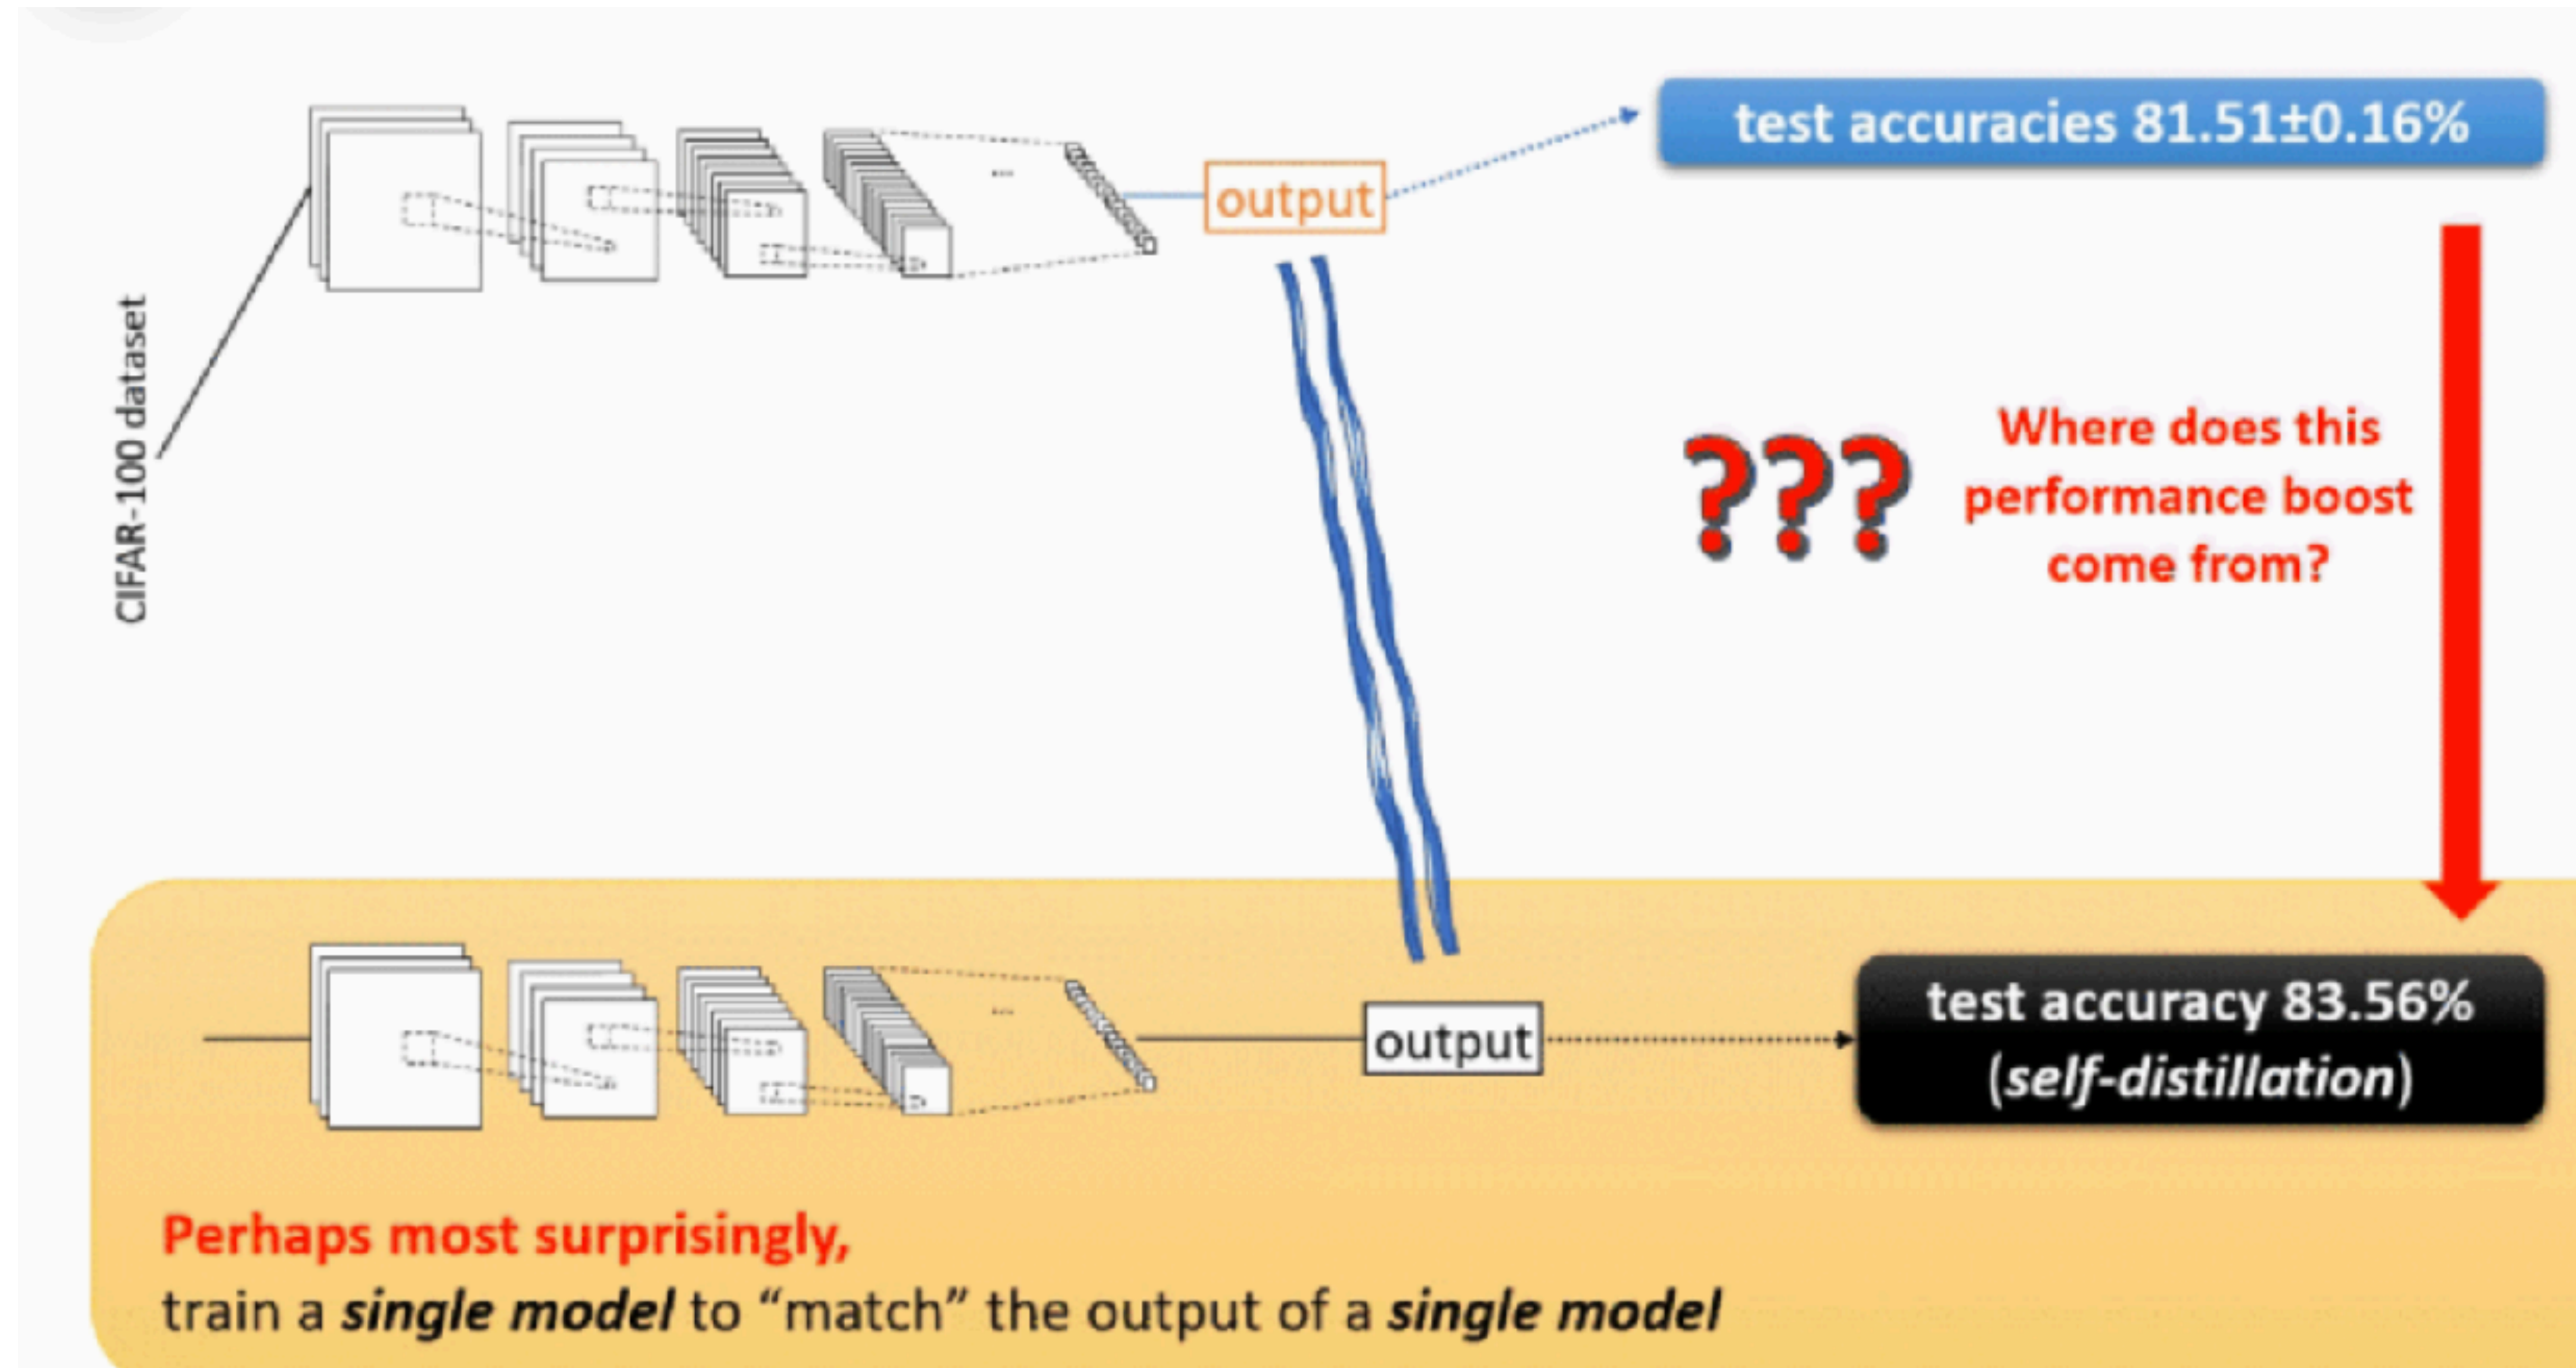 test accuracies 81.51±0.16%
output
CIFAR-100 dataset
???
Where does this
performance boost
come from?
output
test accuracy 83.56%
(self-distillation)
Perhaps most surprisingly,
train a single model to “match” the output of a single model